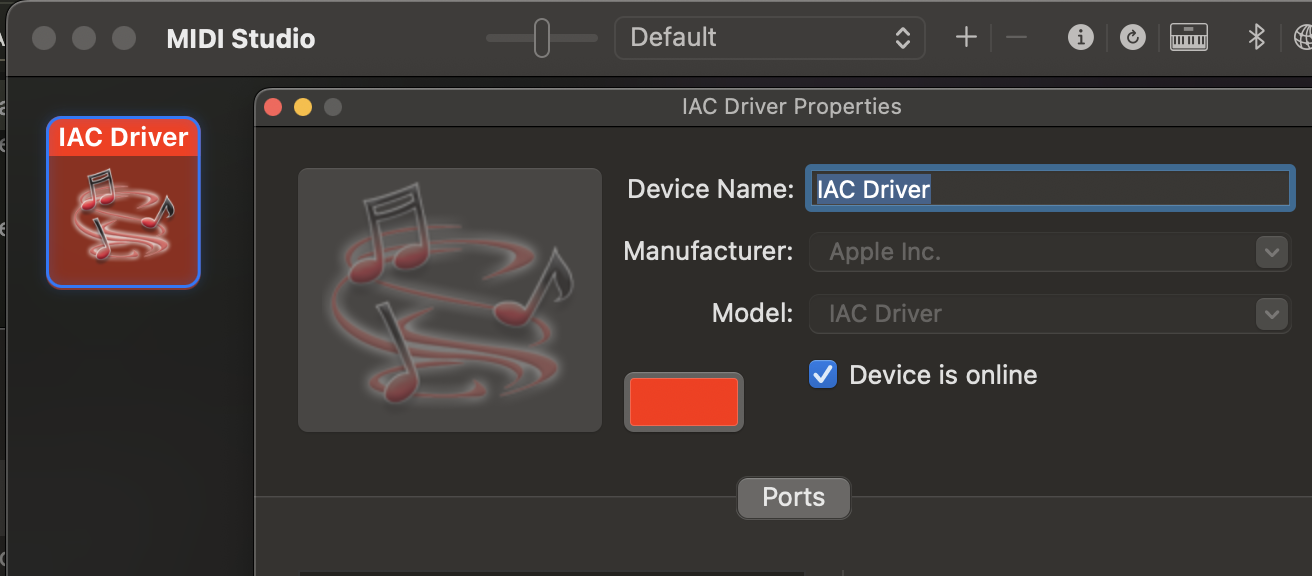 MIDI Studio
Default
IAC Driver
IAC Driver Properties
Device Name: IAC Driver
Manufacturer: Apple Inc.
Model: IAC Driver
Device is online
Ports